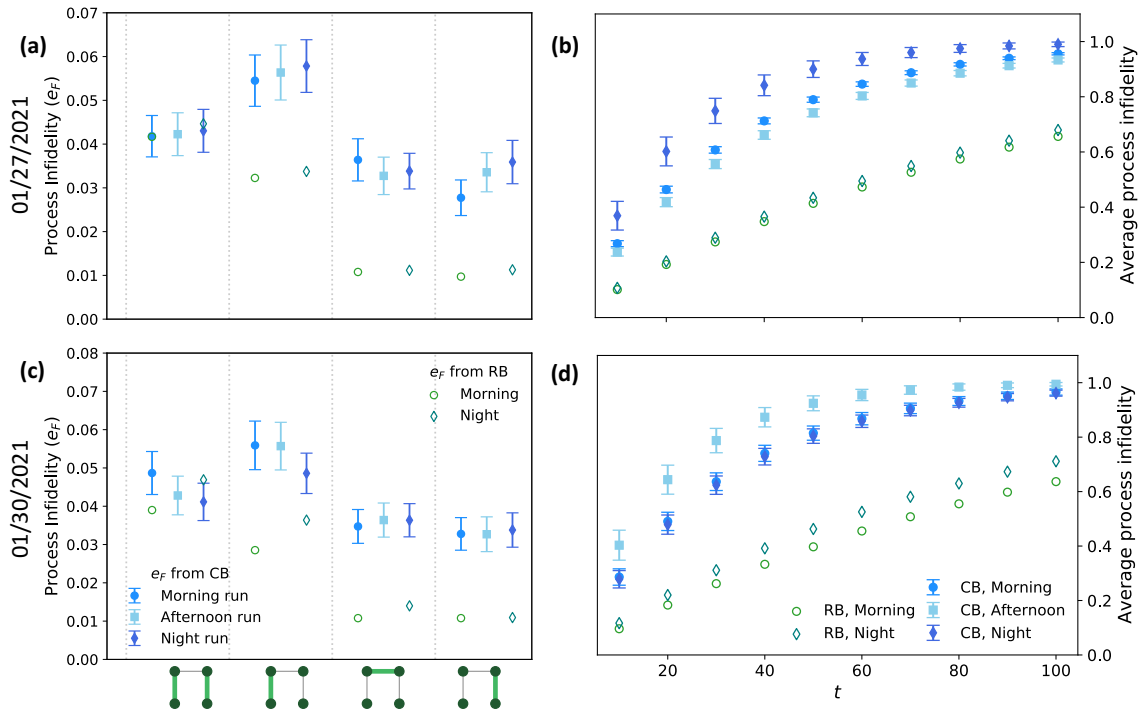 (a)
01/27/2021
Process Infidelity (e_F)
0.07
0.06
0.05
0.04
0.03
0.02
0.01
0.00
(b)
1.0
0.8
0.6
0.4
0.2
0.0
Average process infidelity
(c)
01/30/2021
Process Infidelity (e_F)
0.08
0.07
0.06
0.05
0.04
0.03
0.02
0.01
0.00
e_F from RB
Morning
Night
e_F from CB
Morning run
Afternoon run
Night run
(d)
1.0
0.8
0.6
0.4
0.2
0.0
Average process infidelity
RB, Morning
RB, Night
CB, Morning
CB, Afternoon
CB, Night
20 40 60 80 100
t